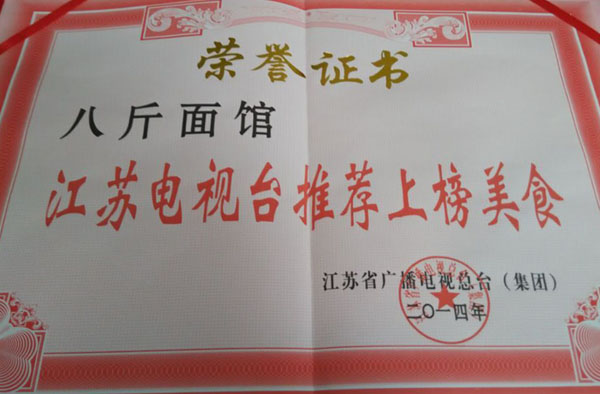 荣誉证书
八斤面馆
江苏电视台推荐上榜美食
江苏省广播电视总台（集团）
二〇一四年